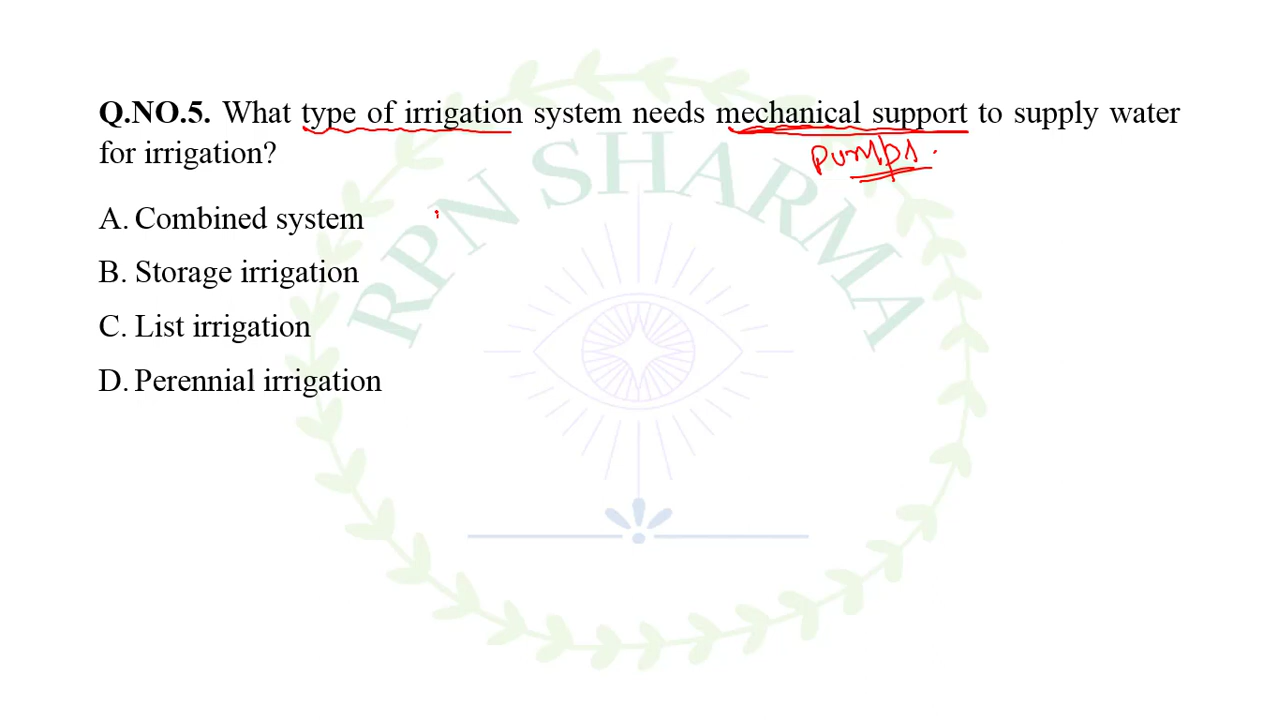 Q.NO.5. What type of irrigation system needs mechanical support to supply water
for irrigation?
pumps.
A. Combined system
B. Storage irrigation
C. List irrigation
D. Perennial irrigation
RPN SHARMA